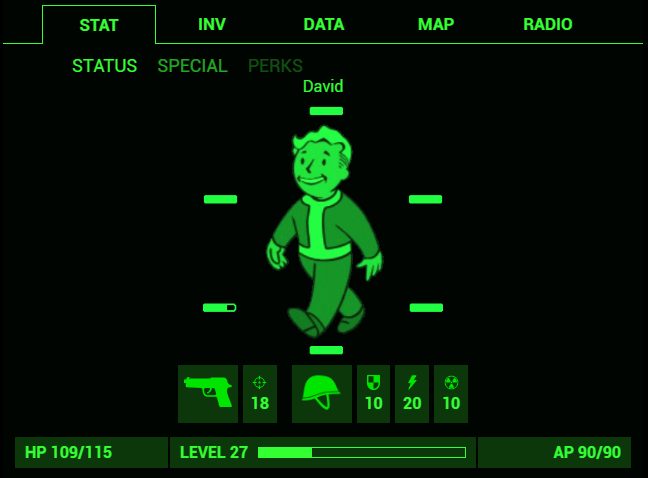 STAT INV DATA MAP RADIO
STATUS SPECIAL PERKS
David
18 10 20 10
HP 109/115 LEVEL 27 AP 90/90